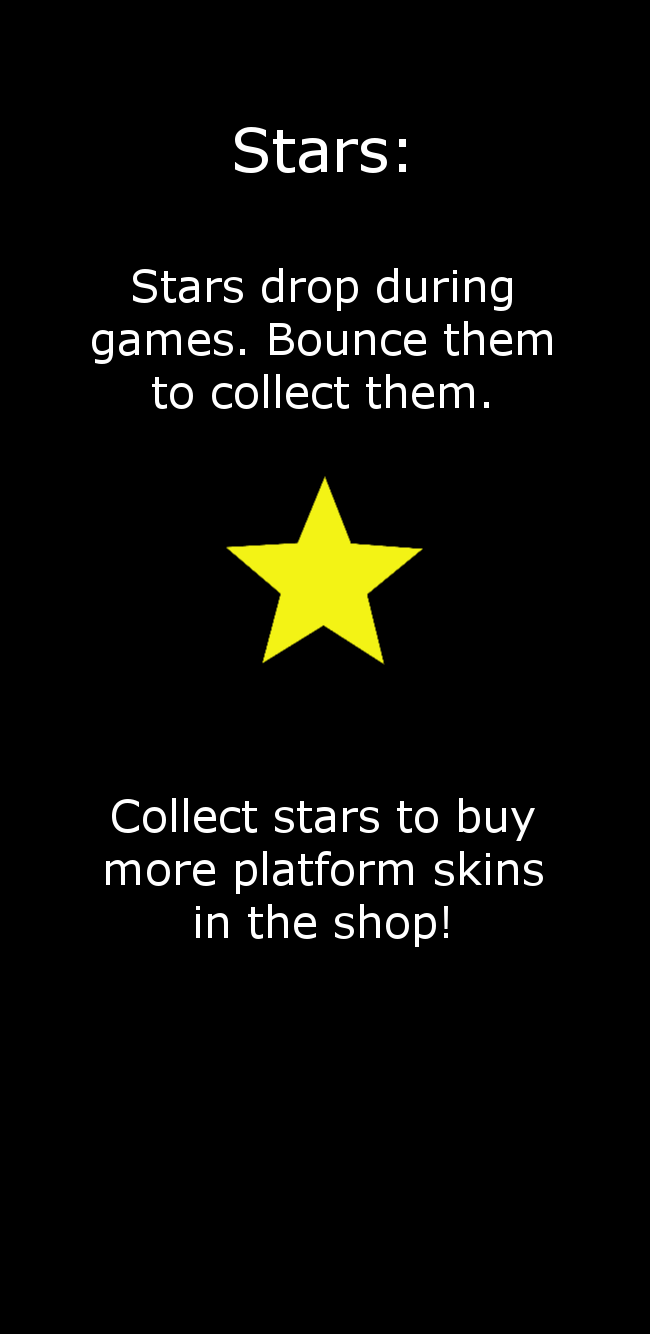 Stars:
Stars drop during
games. Bounce them
to collect them.
Collect stars to buy
more platform skins
in the shop!